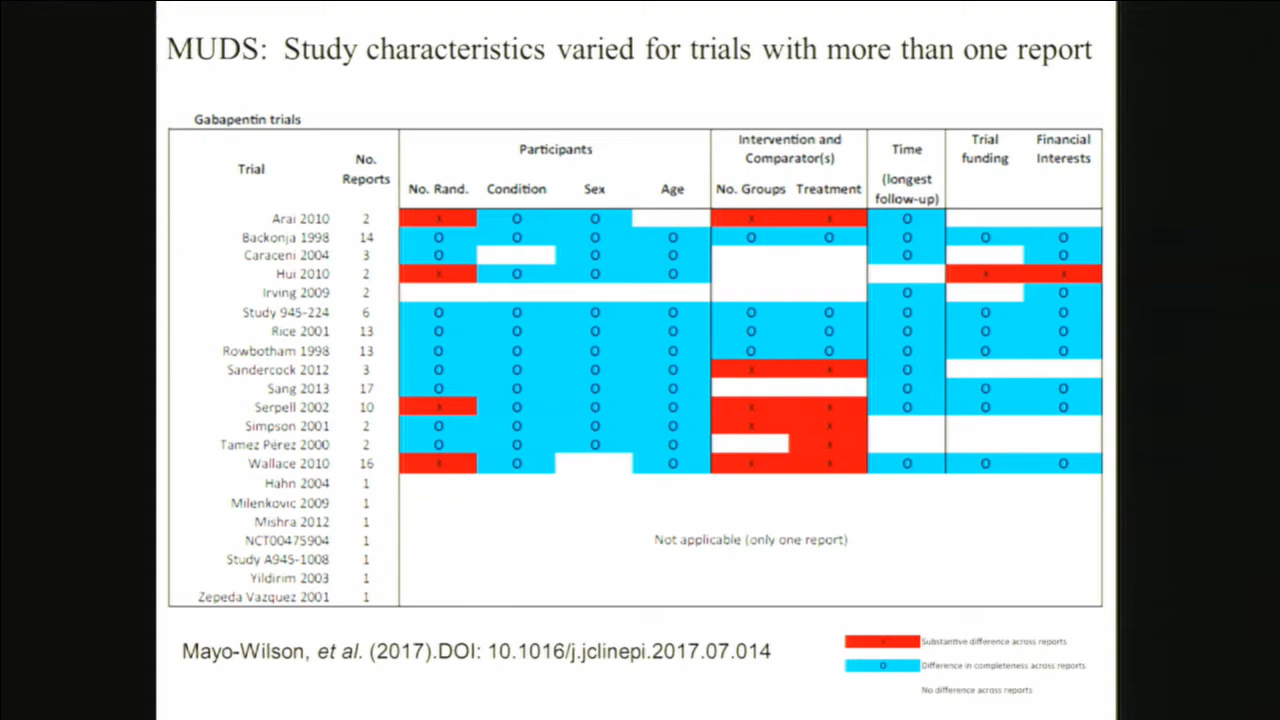 MUDS: Study characteristics varied for trials with more than one report
Gabapentin trials
Trial No. Reports Participants Intervention and Comparator(s) Time (longest follow-up) Trial funding Financial Interests
No. Rand. Condition Sex Age No. Groups Treatment
Arai 2010 2 X O O X X O
Backonja 1998 14 O O O O O O O O O
Caraceni 2004 3 O O O O O
Hui 2010 2 X O O O X X
Irving 2009 2 O O
Study 945-224 6 O O O O O O O O O
Rice 2001 13 O O O O O O O O O
Rowbotham 1998 13 O O O O O O O O O
Sandercock 2012 3 O O O O X X O
Sang 2013 17 O O O O O O O
Serpell 2002 10 X O O O X X O O O
Simpson 2001 2 O O O O X X
Tamez Pérez 2000 2 O O O O X
Wallace 2010 16 X O O X X O O O
Hahn 2004 1
Milenkovic 2009 1
Mishra 2012 1
NCT00475904 1
Not applicable (only one report)
Study A945-1008 1
Yildirim 2003 1
Zepeda Vazquez 2001 1
Mayo-Wilson, et al. (2017).DOI: 10.1016/j.jclinepi.2017.07.014
X Substantive difference across reports
O Difference in completeness across reports
No difference across reports